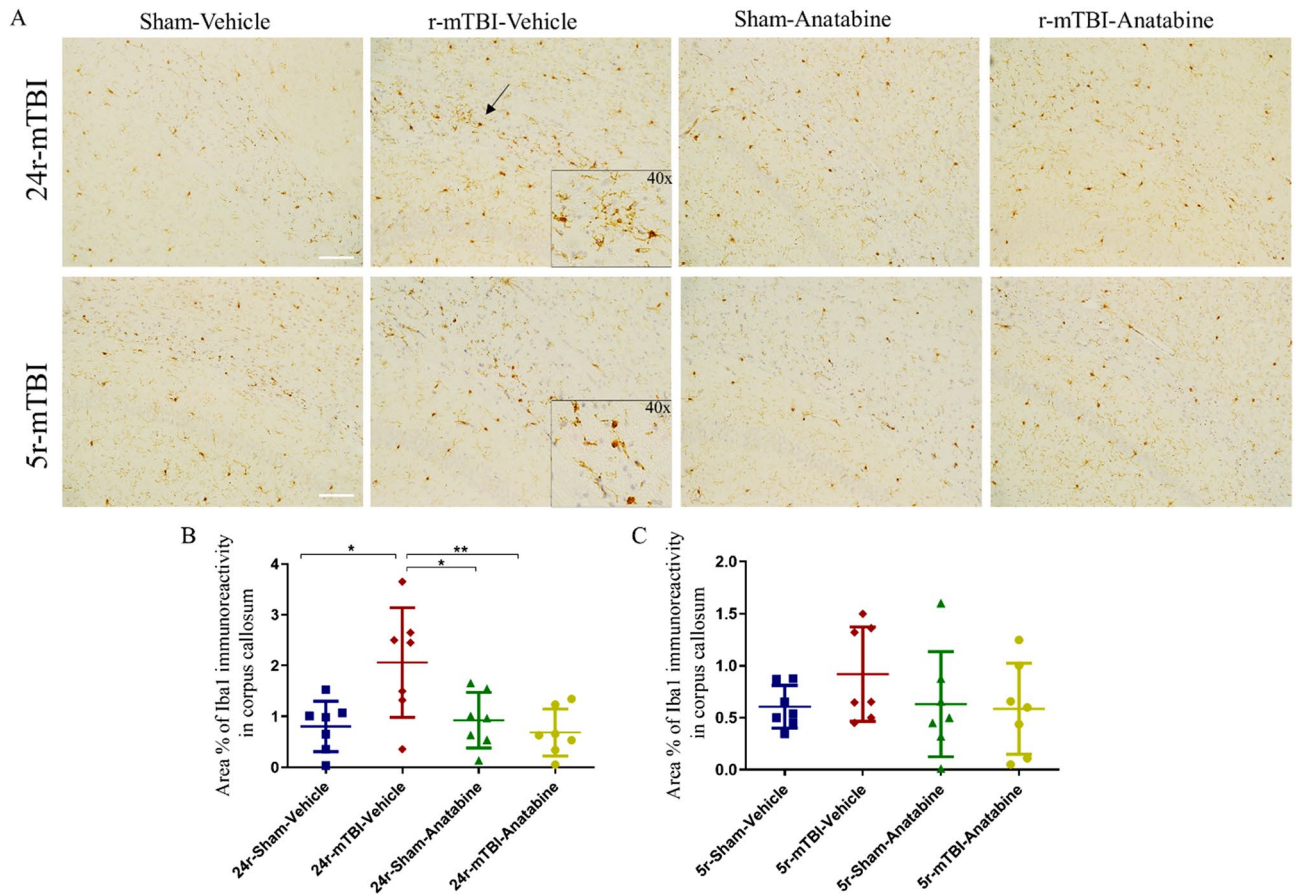 A
Sham-Vehicle
r-mTBI-Vehicle
Sham-Anatabine
r-mTBI-Anatabine
24r-mTBI
40x
5r-mTBI
40x
B
Area % of Iba1 immunoreactivity
in corpus callosum
4
3
2
1
0
*
**
*
24r-Sham-Vehicle
24r-mTBI-Vehicle
24r-Sham-Anatabine
24r-mTBI-Anatabine
C
Area % of Iba1 immunoreactivity
in corpus callosum
2.0
1.5
1.0
0.5
0.0
5r-Sham-Vehicle
5r-mTBI-Vehicle
5r-Sham-Anatabine
5r-mTBI-Anatabine